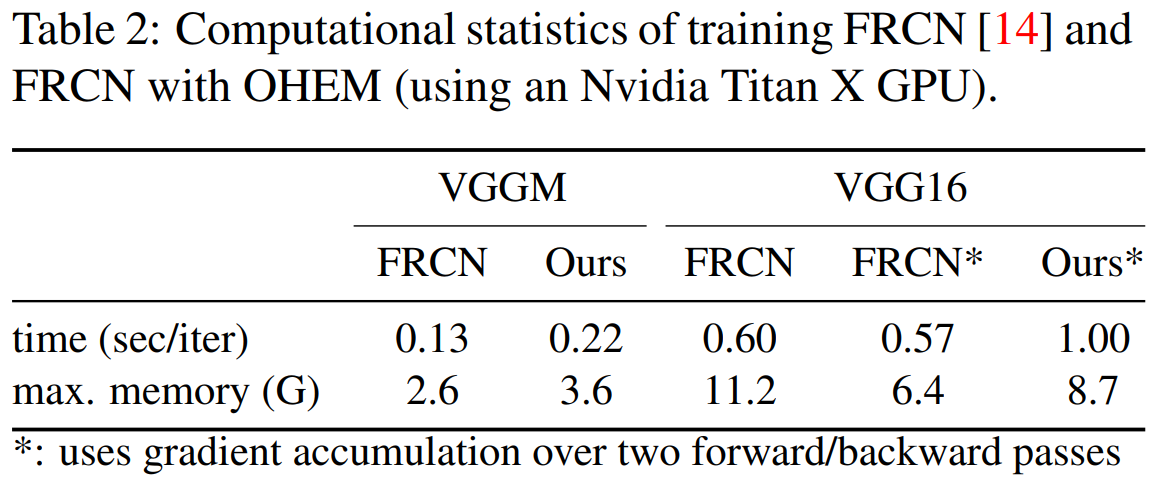 Table 2: Computational statistics of training FRCN [14] and
FRCN with OHEM (using an Nvidia Titan X GPU).
VGGM VGG16
FRCN Ours FRCN FRCN* Ours*
time (sec/iter) 0.13 0.22 0.60 0.57 1.00
max. memory (G) 2.6 3.6 11.2 6.4 8.7
*: uses gradient accumulation over two forward/backward passes